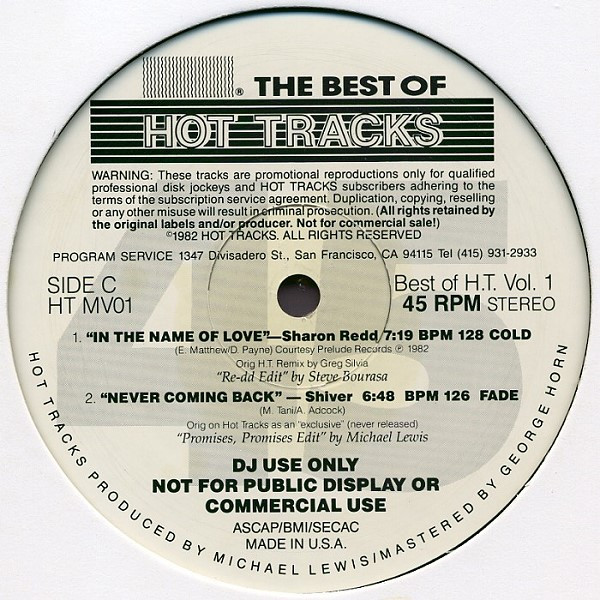 ® THE BEST OF
HOT TRACKS
WARNING: These tracks are promotional reproductions only for qualified
professional disk jockeys and HOT TRACKS subscribers adhering to the
terms of the subscription service agreement. Duplication, copying, reselling
or any other misuse will result in criminal prosecution. (All rights retained by
the original labels and/or producer. Not for commercial sale!)
©1982 HOT TRACKS. ALL RIGHTS RESERVED
PROGRAM SERVICE 1347 Divisadero St., San Francisco, CA 94115 Tel (415) 931-2933
SIDE C
HT MV01
Best of H.T. Vol. 1
45 RPM STEREO
45
1. “IN THE NAME OF LOVE”—Sharon Redd 7:19 BPM 128 COLD
(E. Matthew/D. Payne) Courtesy Prelude Records ℗ 1982
Orig H.T. Remix by Greg Silvia
“Re-dd Edit” by Steve Bourasa
2. “NEVER COMING BACK” — Shiver 6:48 BPM 126 FADE
(M. Tani/A. Adcock)
Orig on Hot Tracks as an “exclusive” (never released)
“Promises, Promises Edit” by Michael Lewis
DJ USE ONLY
NOT FOR PUBLIC DISPLAY OR
COMMERCIAL USE
ASCAP/BMI/SECAC
MADE IN U.S.A.
HOT TRACKS PRODUCED BY MICHAEL LEWIS/MASTERED BY GEORGE HORN